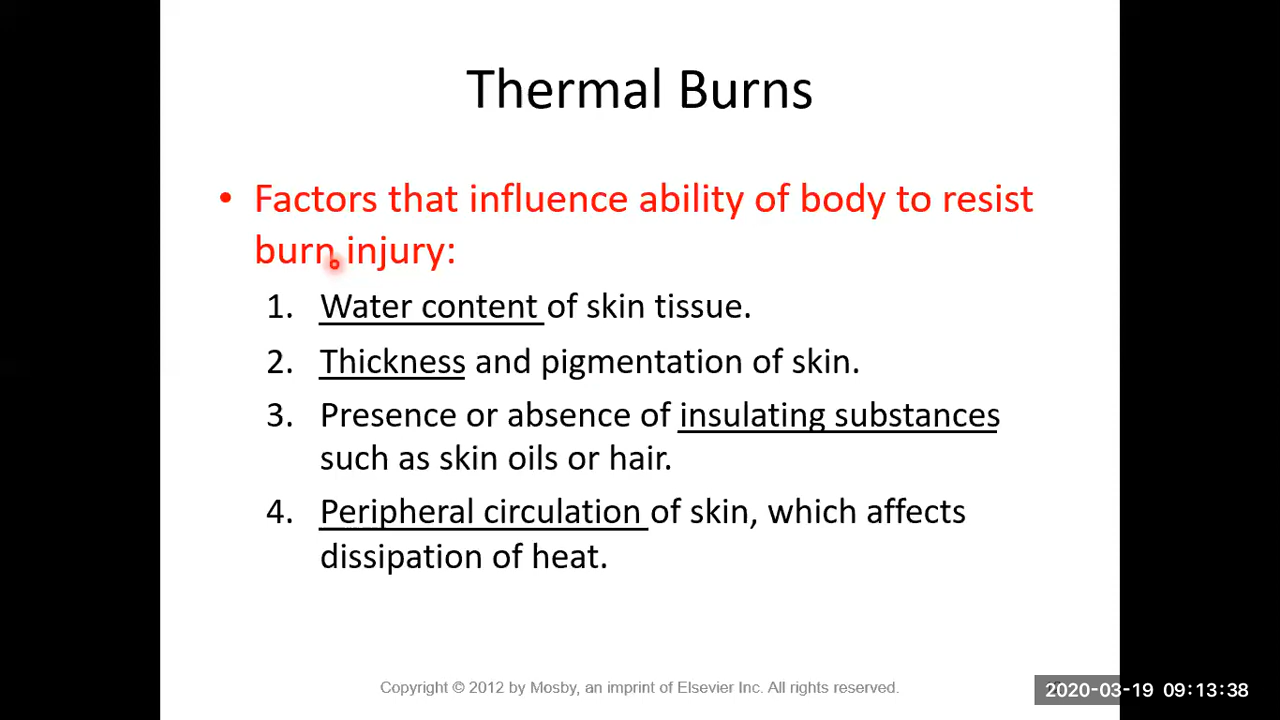 Thermal Burns
• Factors that influence ability of body to resist
burn injury:
1. Water content of skin tissue.
2. Thickness and pigmentation of skin.
3. Presence or absence of insulating substances
such as skin oils or hair.
4. Peripheral circulation of skin, which affects
dissipation of heat.
Copyright © 2012 by Mosby, an imprint of Elsevier Inc. All rights reserved.
2020-03-19 09:13:38